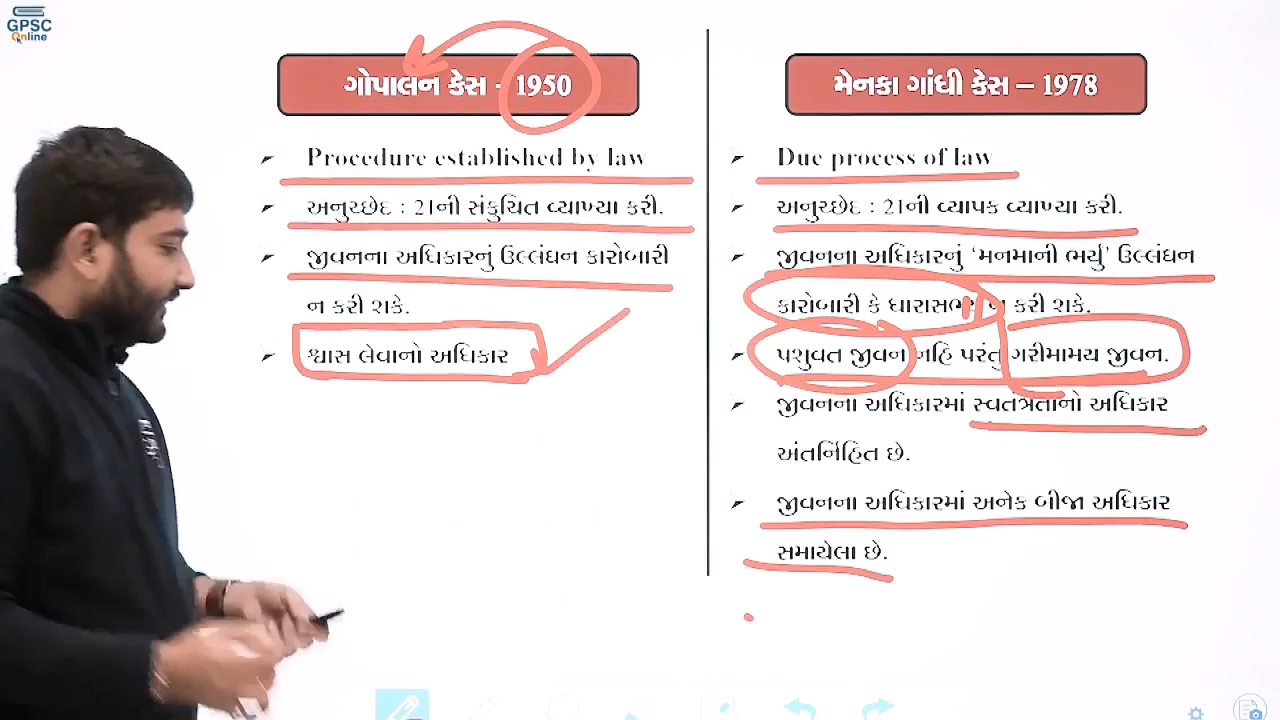 GPSC
Online
ગોપાલન કેસ - 1950
Procedure established by law
અનુચ્છેદ : 21ની સંકુચિત વ્યાખ્યા કરી.
જીવનના અધિકારનું ઉલ્લંઘન કારોબારી
ન કરી શકે.
શ્વાસ લેવાનો અધિકાર
મેનકા ગાંધી કેસ – 1978
Due process of law
અનુચ્છેદ : 21ની વ્યાપક વ્યાખ્યા કરી.
જીવનના અધિકારનું ‘મનમાની ભર્યુ’ ઉલ્લંઘન
કારોબારી કે ધારાસભા ન કરી શકે.
પશુવત જીવન નહિ પરંતુ ગરીમામય જીવન.
જીવનના અધિકારમાં સ્વતંત્રતાનો અધિકાર
અંતર્નિહિત છે.
જીવનના અધિકારમાં અનેક બીજા અધિકાર
સમાયેલા છે.